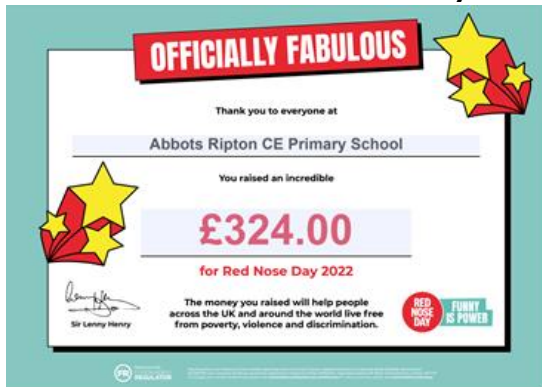 OFFICIALLY FABULOUS
Thank you to everyone at
Abbots Ripton CE Primary School
You raised an incredible
£324.00
for Red Nose Day 2022
Sir Lenny Henry
The money you raised will help people
across the UK and around the world live free
from poverty, violence and discrimination.
RED
NOSE
DAY
FUNNY
IS POWER
FR
REGULATOR